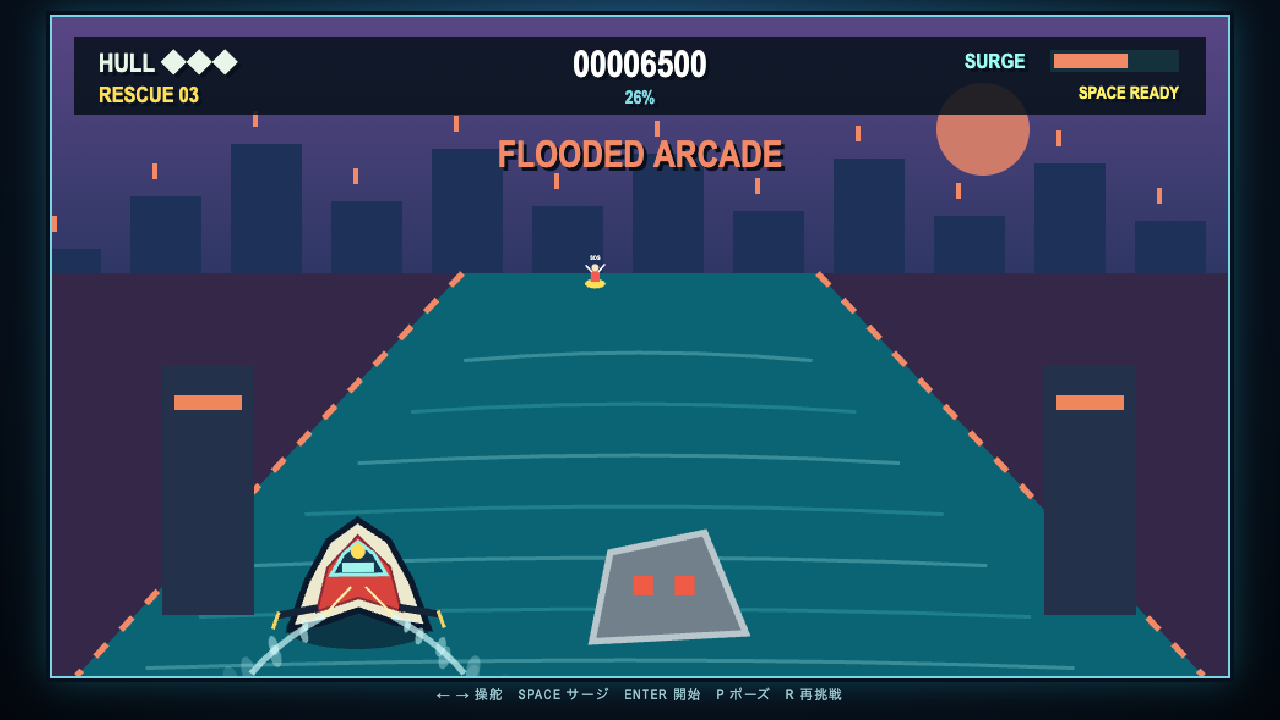 HULL
RESCUE 03
00006500
26%
SURGE
SPACE READY
FLOODED ARCADE
SOS
← → 操舵 SPACE サージ ENTER 開始 P ポーズ R 再挑戦